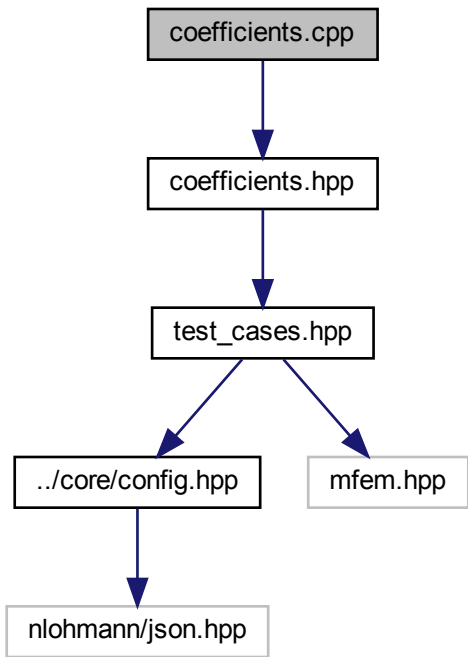 coefficients.cpp
coefficients.hpp
test_cases.hpp
../core/config.hpp
mfem.hpp
nlohmann/json.hpp